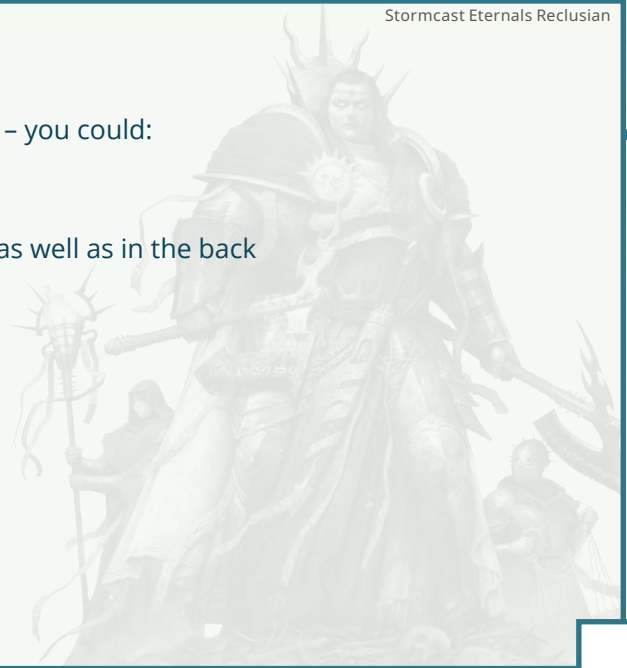 Stormcast Eternals Reclusian
– you could:
as well as in the back